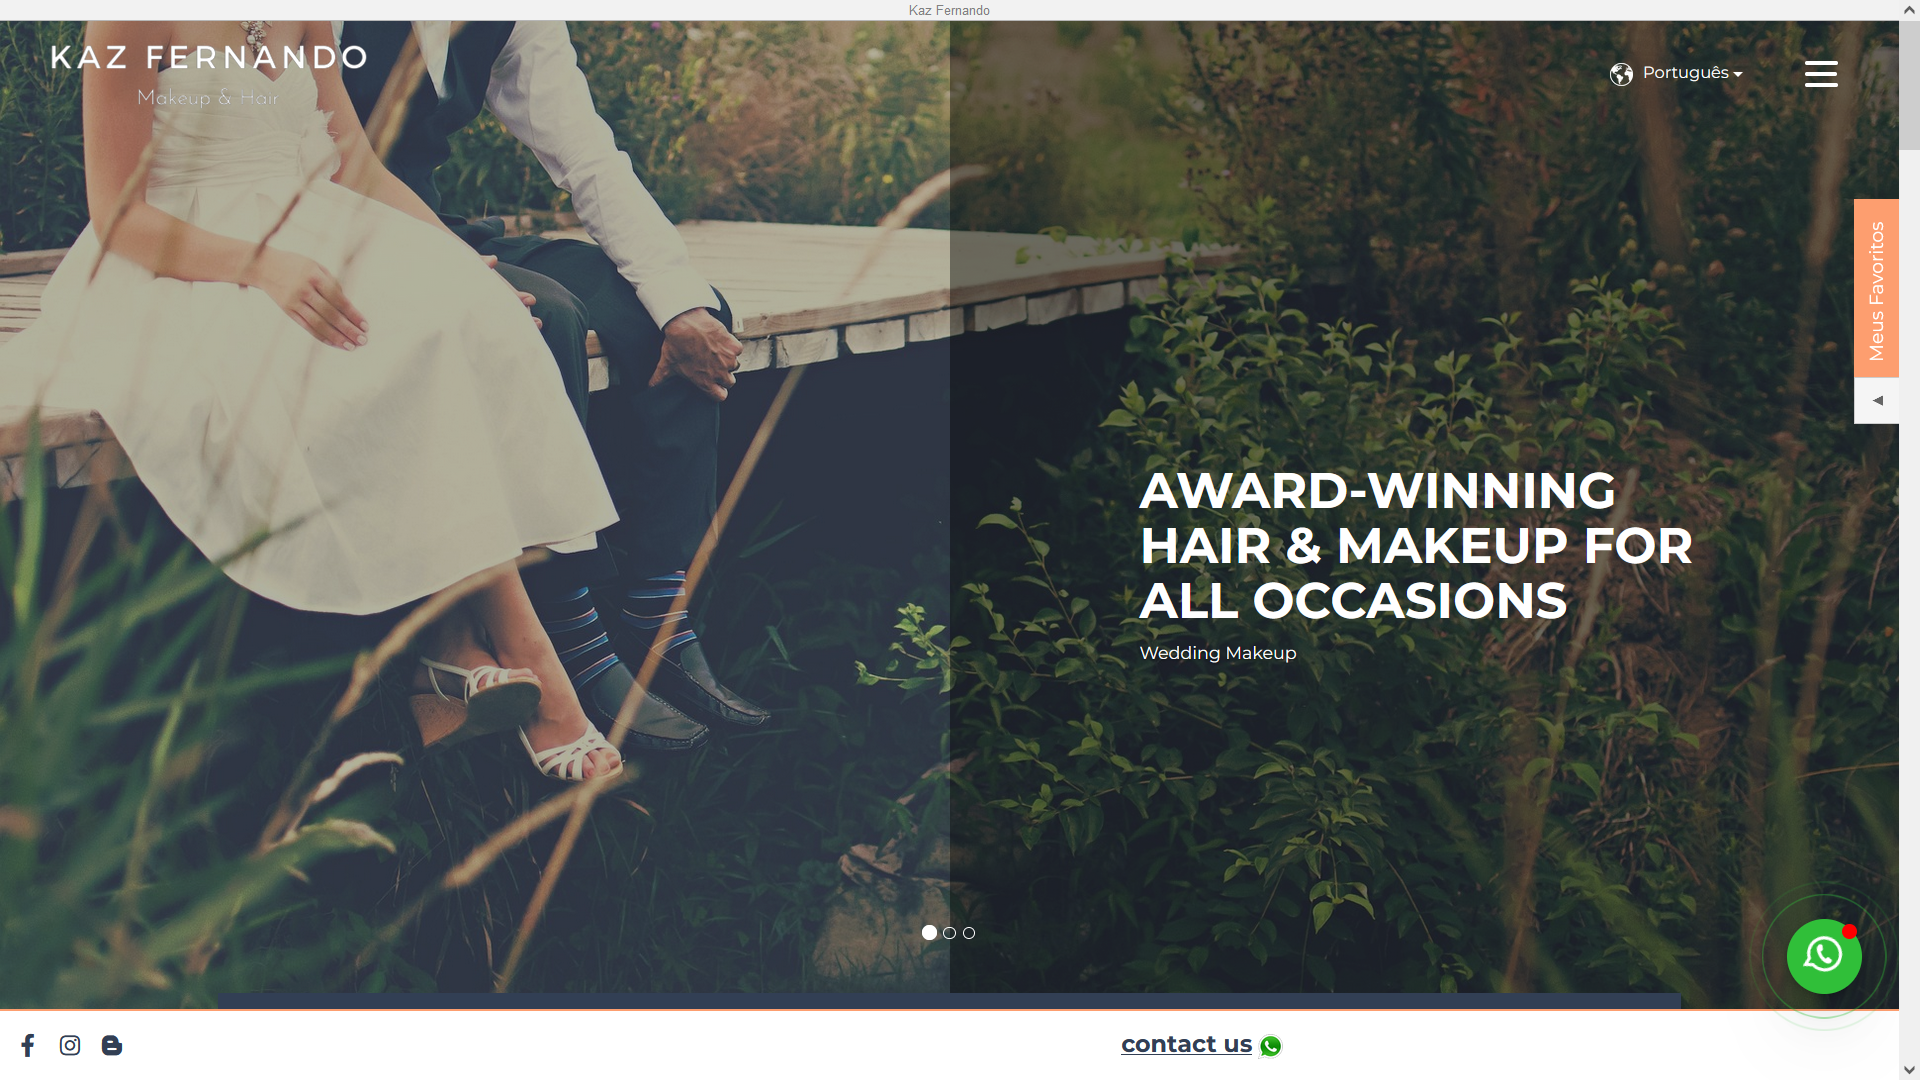 Kaz Fernando
KAZ FERNANDO
Makeup & Hair
Português
Meus Favoritos
AWARD-WINNING
HAIR & MAKEUP FOR
ALL OCCASIONS
Wedding Makeup
contact us